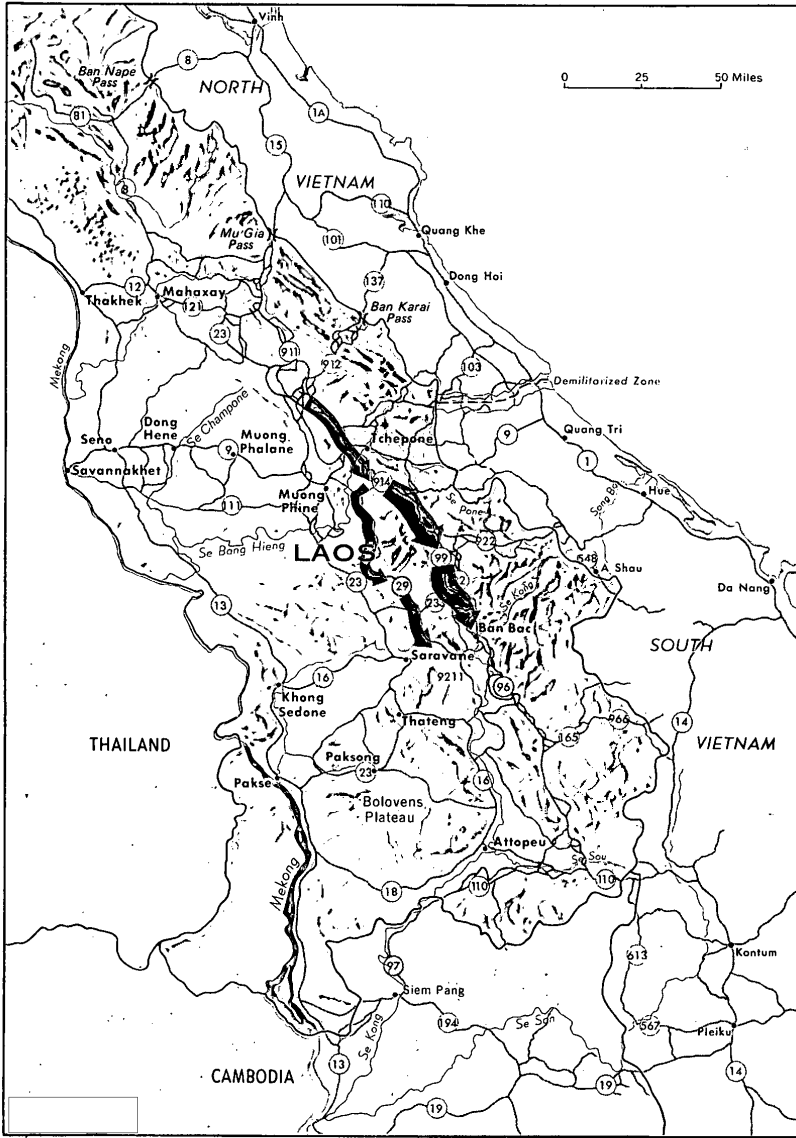 Vinh
Ban Nape
Pass
8
NORTH
0 25 50 Miles
81
1A
15
VIETNAM
8
110
Mu Gia
Pass
101
Quang Khe
137
Dong Hoi
12
Mahaxay
Thakhek
121
Ban Karai
Pass
23
911
912
103
Mekong
Demilitarized Zone
Se Champone
Dong
Hene
Seno
Muong
Phalane
9
Tchepone
9
Quang Tri
1
Savannakhet
914
Muong
Phine
111
Hue
Pone
Se Bang Hieng
LAOS
922
99
548
A Shau
23
29
Se Kong
Da Nang
13
23
Ban Bac
SOUTH
Saravane
16
9211
96
Khong
Sedone
Thateng
966
14
165
THAILAND
VIETNAM
Paksong
23
16
Pakse
Bolovens
Plateau
Attopeu
Se Sou
Mekong
18
110
110
613
Kontum
97
Siem Pang
Se San
194
567
Pleiku
Se Kong
13
CAMBODIA
19
14
19